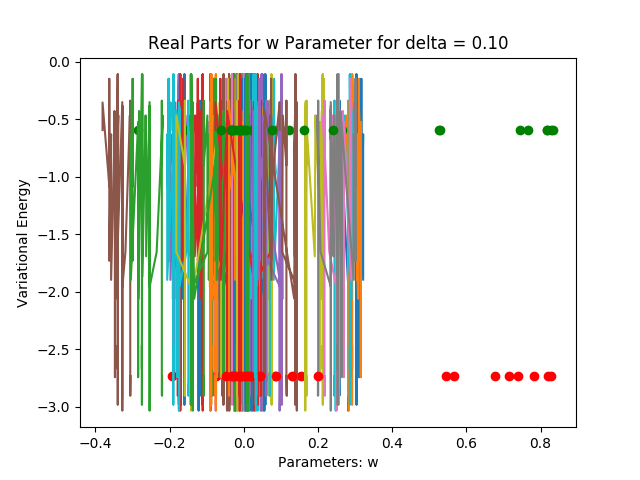 Real Parts for w Parameter for delta = 0.10
Variational Energy
0.0
−0.5
−1.0
−1.5
−2.0
−2.5
−3.0
−0.4 −0.2 0.0 0.2 0.4 0.6 0.8
Parameters: w